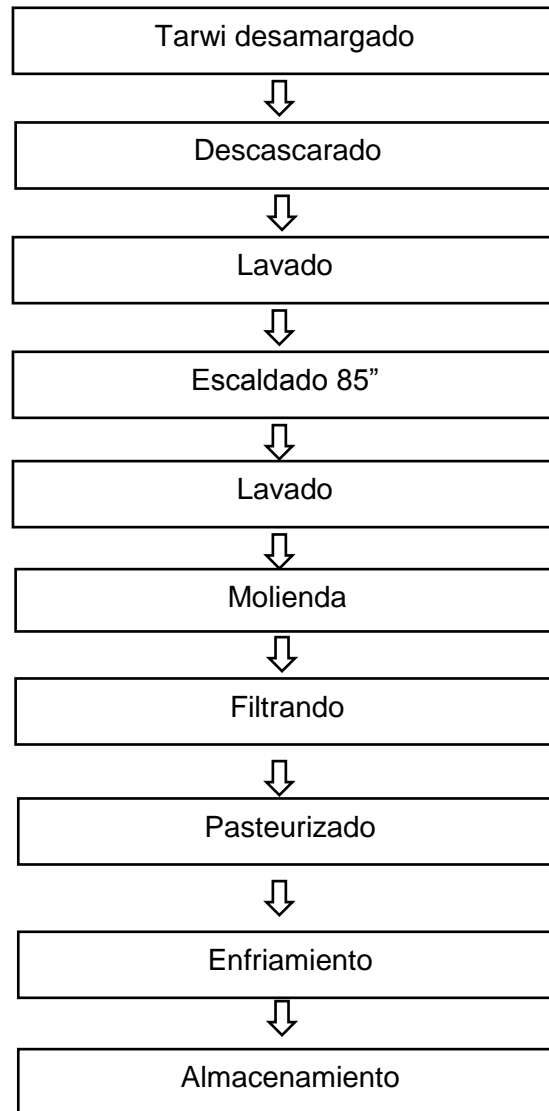 Tarwi desamargado
Descascarado
Lavado
Escaldado 85”
Lavado
Molienda
Filtrando
Pasteurizado
Enfriamiento
Almacenamiento